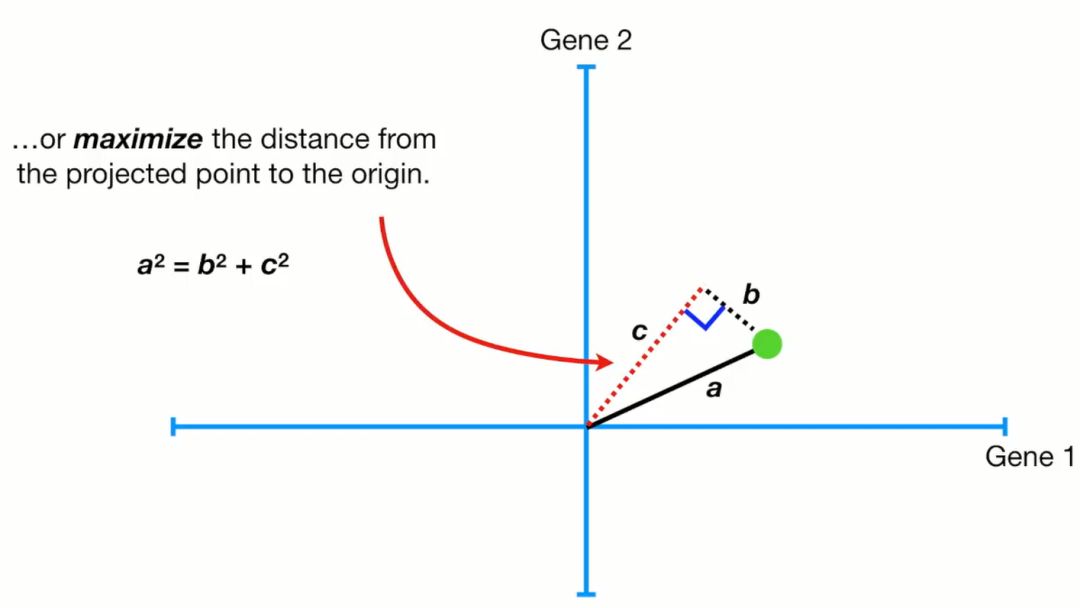 Gene 2
…or maximize the distance from
the projected point to the origin.
a² = b² + c²
b
c
a
Gene 1